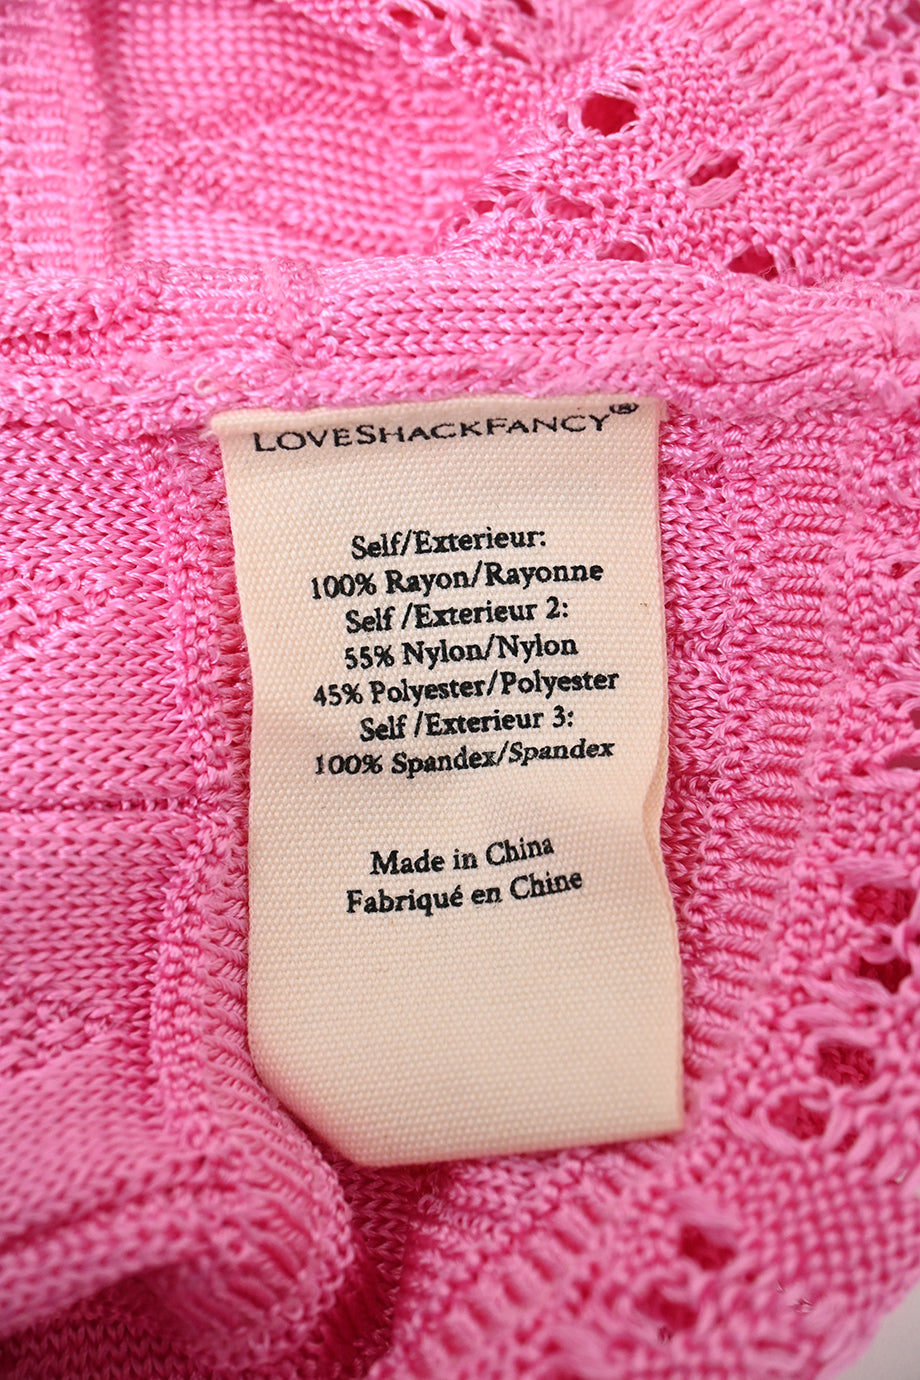 LOVESHACKFANCY®
Self/Exterieur:
100% Rayon/Rayonne
Self /Exterieur 2:
55% Nylon/Nylon
45% Polyester/Polyester
Self /Exterieur 3:
100% Spandex/Spandex
Made in China
Fabriqué en Chine